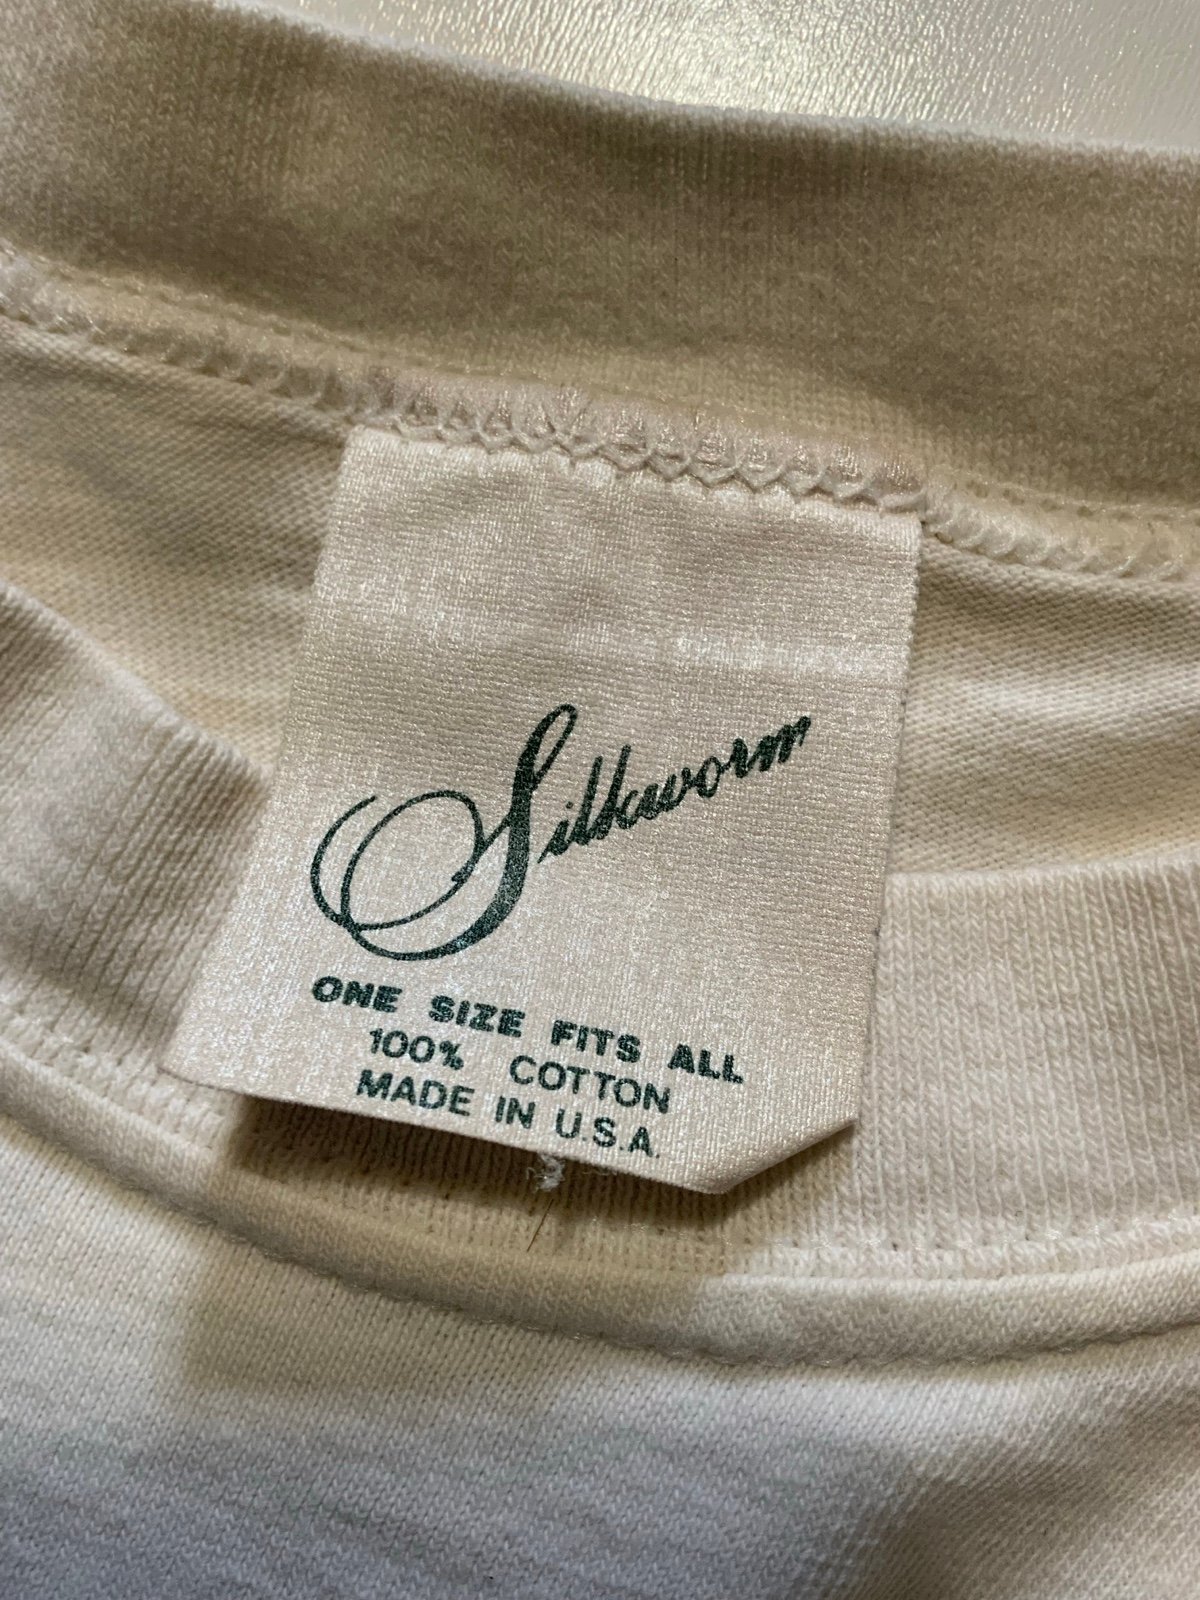 Silkworm
ONE SIZE FITS ALL
100% COTTON
MADE IN U.S.A.